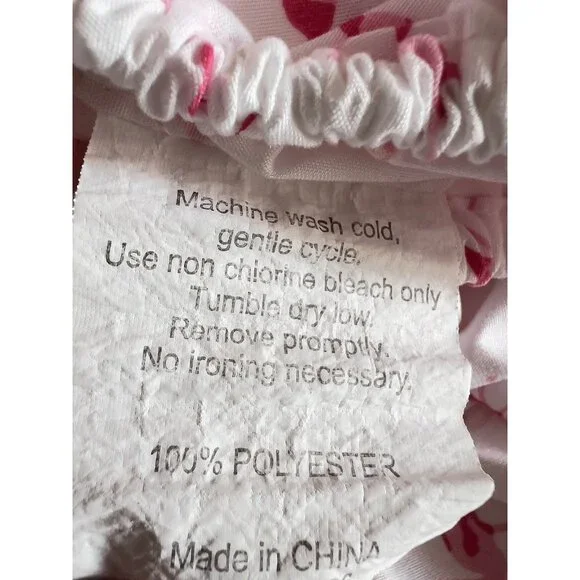 Machine wash cold,
gentle cycle.
Use non chlorine bleach only
Tumble dry low.
Remove promptly.
No ironing necessary.
100% POLYESTER
Made in CHINA